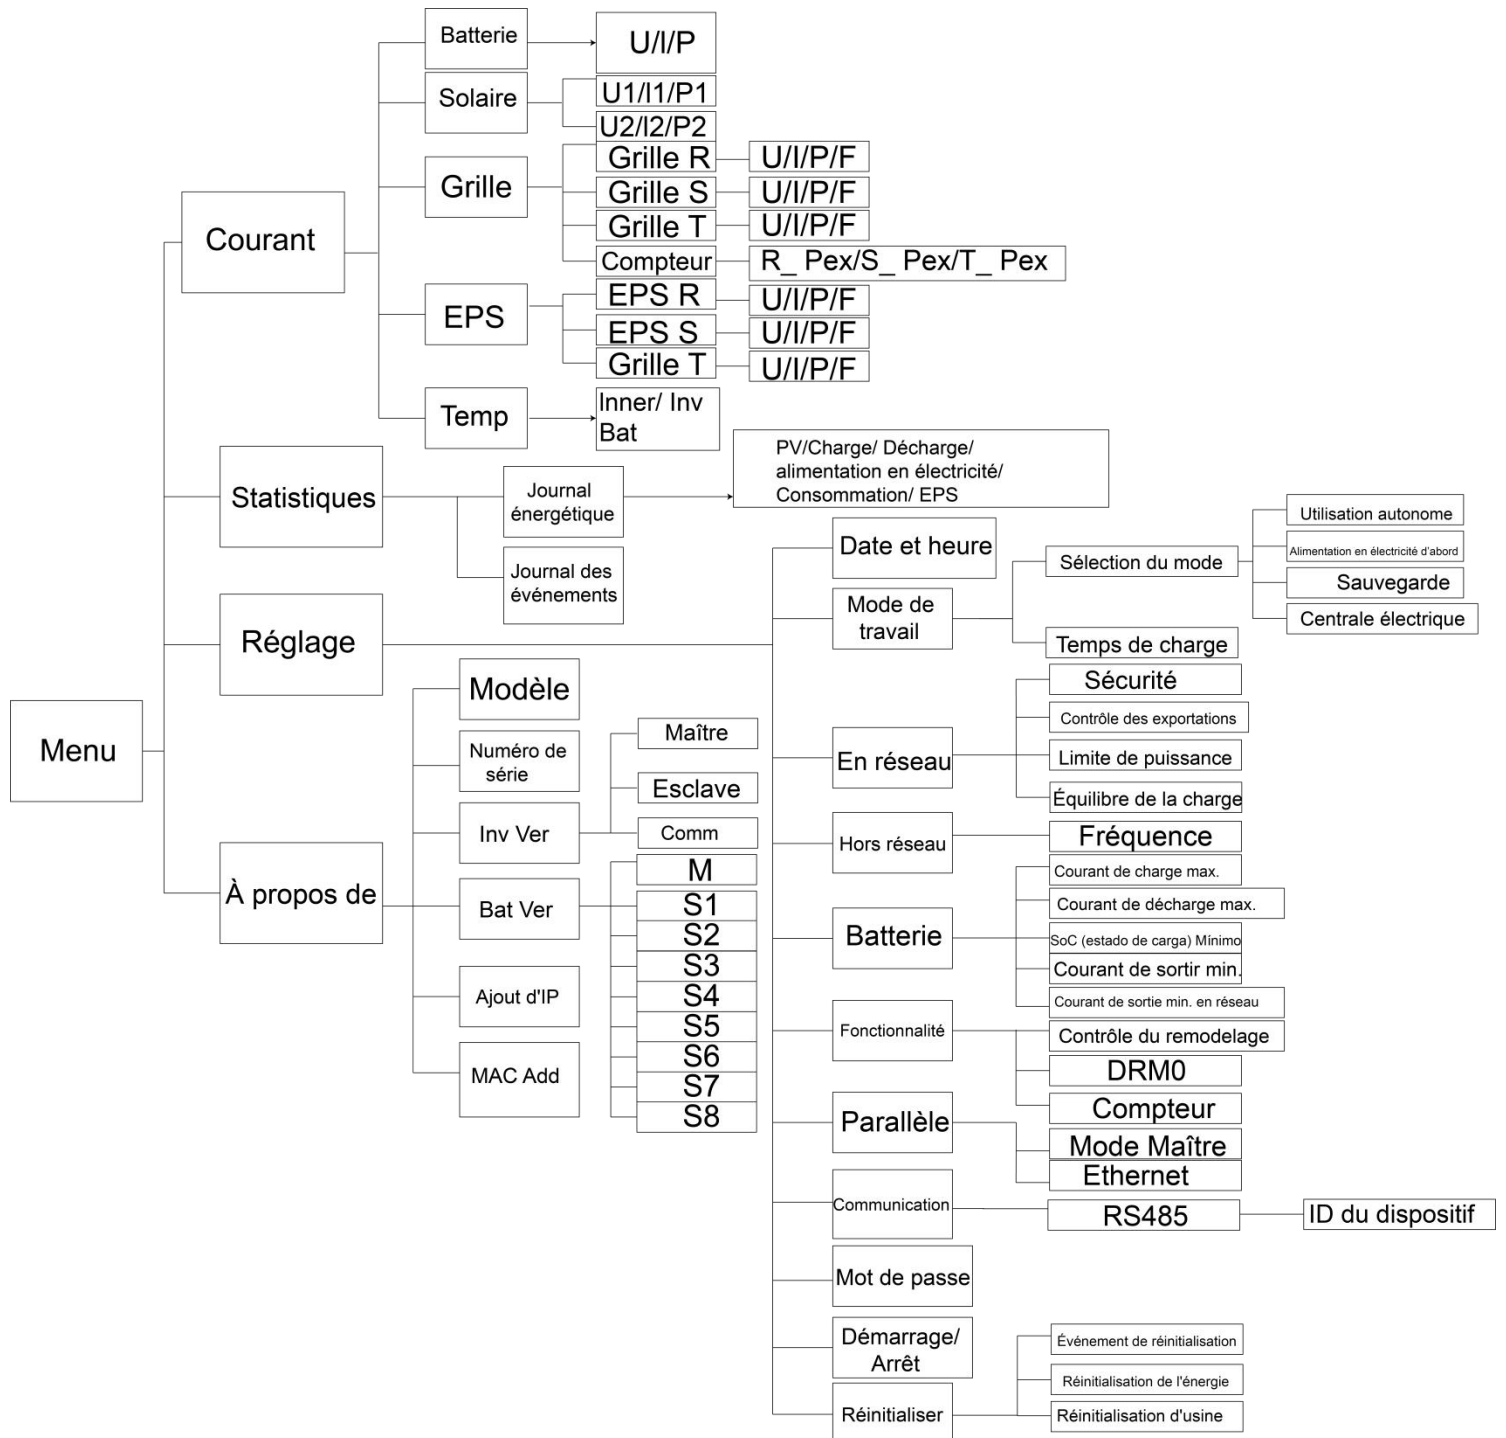 Menu
Courant
Batterie
U/I/P
Solaire
U1/I1/P1
U2/I2/P2
Grille
Grille R
U/I/P/F
Grille S
U/I/P/F
Grille T
U/I/P/F
Compteur
R_ Pex/S_ Pex/T_ Pex
EPS
EPS R
U/I/P/F
EPS S
U/I/P/F
Grille T
U/I/P/F
Temp
Inner/ Inv
Bat
Statistiques
Journal
énergétique
PV/Charge/ Décharge/
alimentation en électricité/
Consommation/ EPS
Journal des
événements
Réglage
Date et heure
Mode de
travail
Sélection du mode
Utilisation autonome
Alimentation en électricité d'abord
Sauvegarde
Centrale électrique
Temps de charge
En réseau
Sécurité
Contrôle des exportations
Limite de puissance
Équilibre de la charge
Hors réseau
Fréquence
Batterie
Courant de charge max.
Courant de décharge max.
SoC (estado de carga) Mínimo
Courant de sortir min.
Courant de sortie min. en réseau
Fonctionnalité
Contrôle du remodelage
DRM0
Compteur
Parallèle
Mode Maître
Ethernet
Communication
RS485
ID du dispositif
Mot de passe
Démarrage/
Arrêt
Réinitialiser
Événement de réinitialisation
Réinitialisation de l'énergie
Réinitialisation d'usine
À propos de
Modèle
Numéro de
série
Inv Ver
Maître
Esclave
Comm
Bat Ver
M
S1
S2
S3
S4
S5
S6
S7
S8
Ajout d'IP
MAC Add